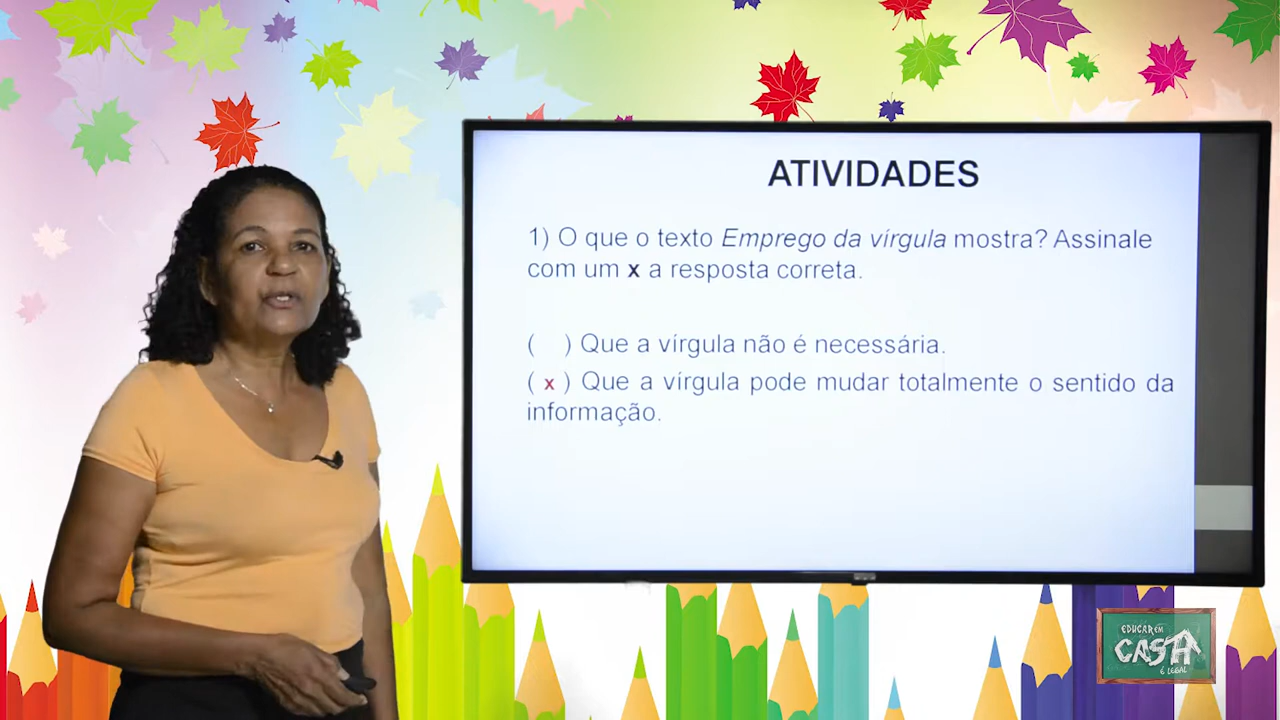 ATIVIDADES
1) O que o texto Emprego da vírgula mostra? Assinale
com um x a resposta correta.
( ) Que a vírgula não é necessária.
( x ) Que a vírgula pode mudar totalmente o sentido da
informação.
EDUCAR EM
CASA
É LEGAL